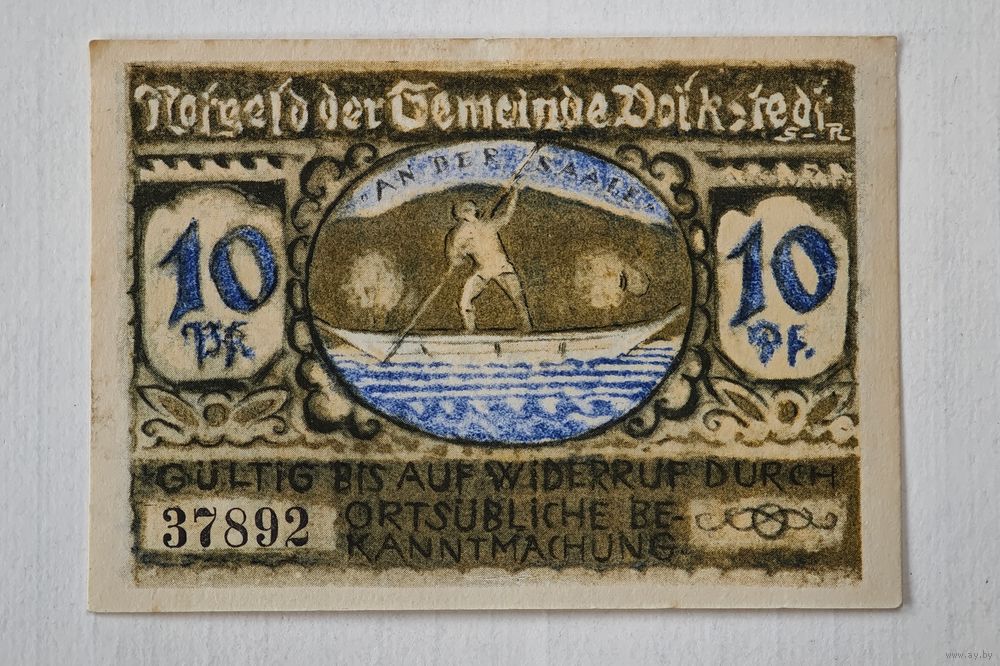 Notgeld der Gemeinde Volkstedt
S-R
"AN DER SAALE"
10
Pf.
10
Pf.
GÜLTIG BIS AUF WIDERRUF DURCH
ORTSÜBLICHE BE-
KANNTMACHUNG
37892
www.ay.by